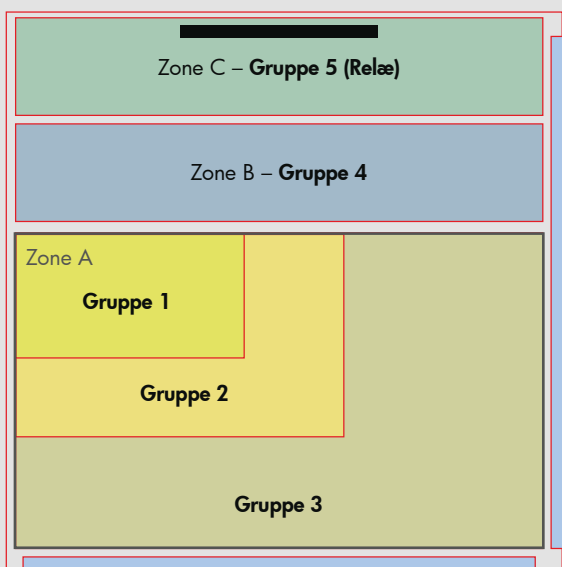 Zone C – Gruppe 5 (Relæ)
Zone B – Gruppe 4
Zone A
Gruppe 1
Gruppe 2
Gruppe 3